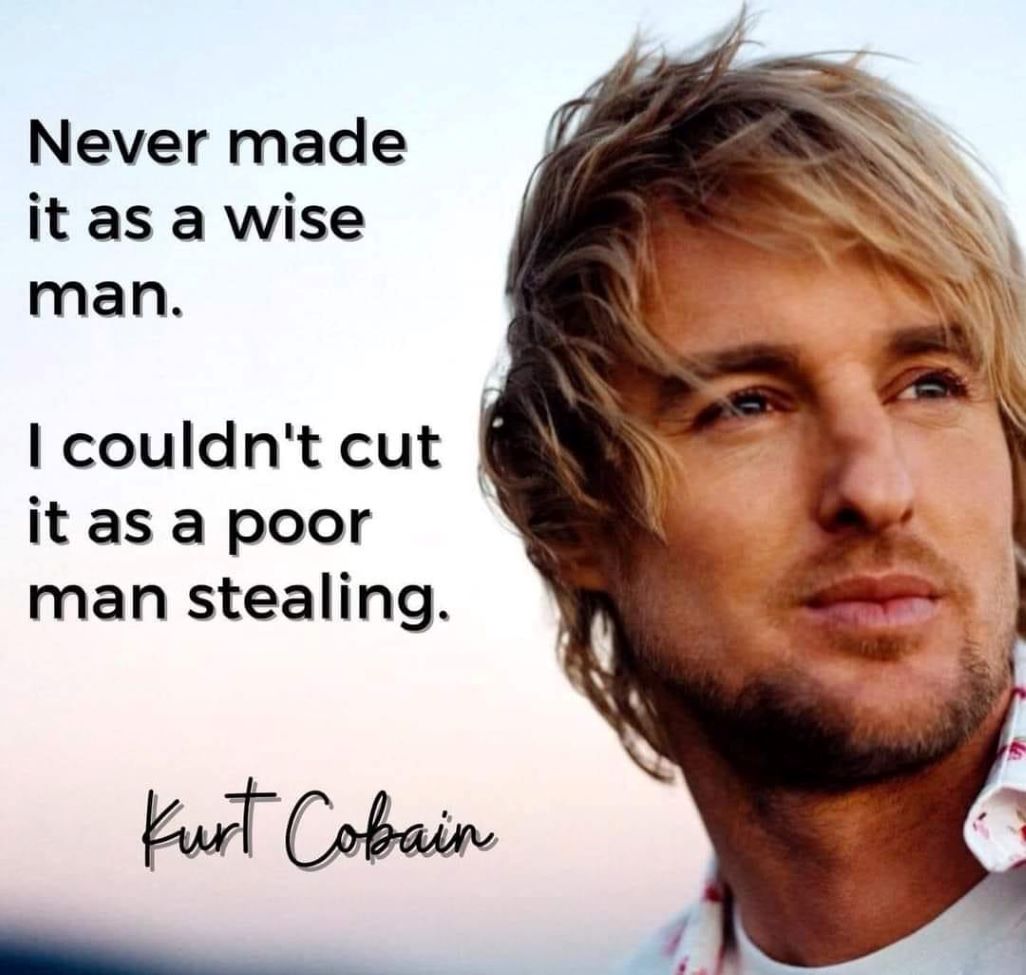 Never made
it as a wise
man.
I couldn't cut
it as a poor
man stealing.
Kurt Cobain